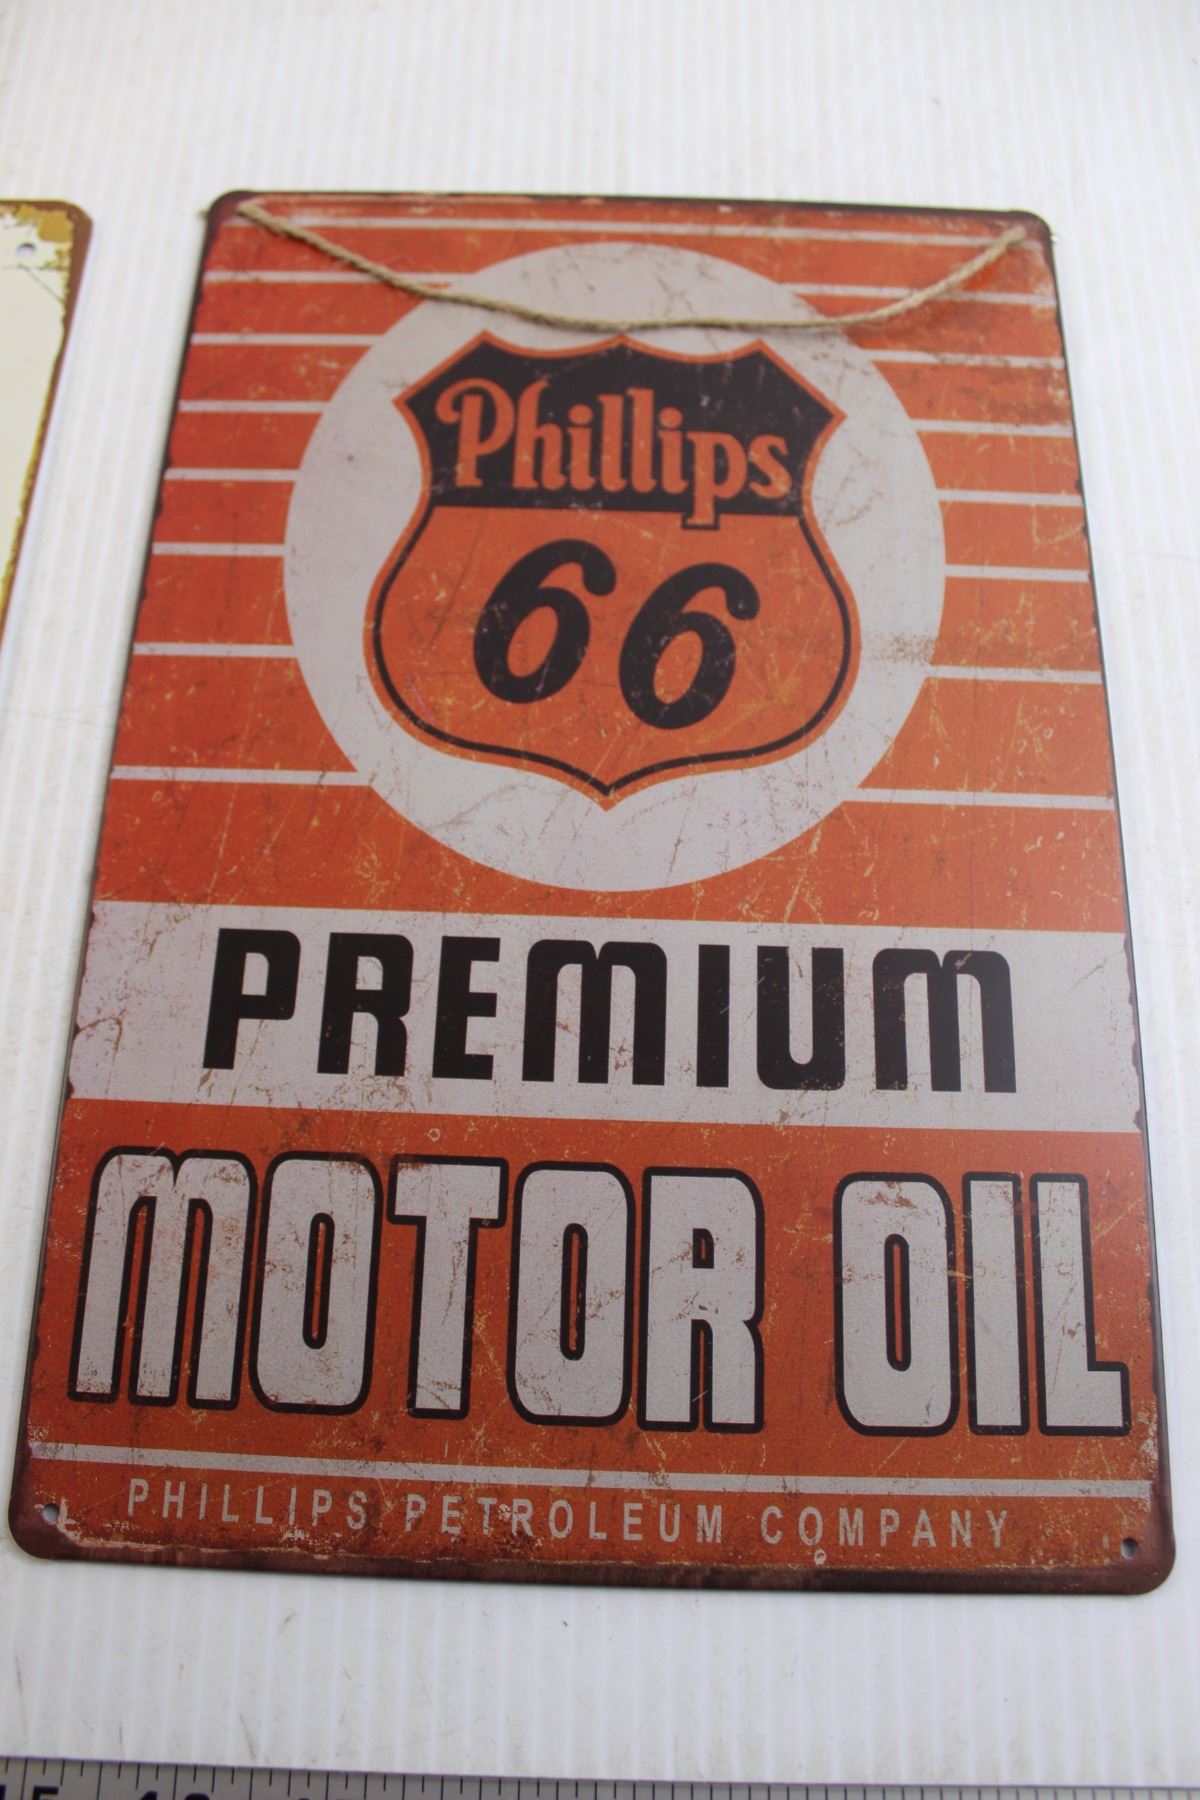 Phillips
66
PREMIUM
MOTOR OIL
PHILLIPS PETROLEUM COMPANY